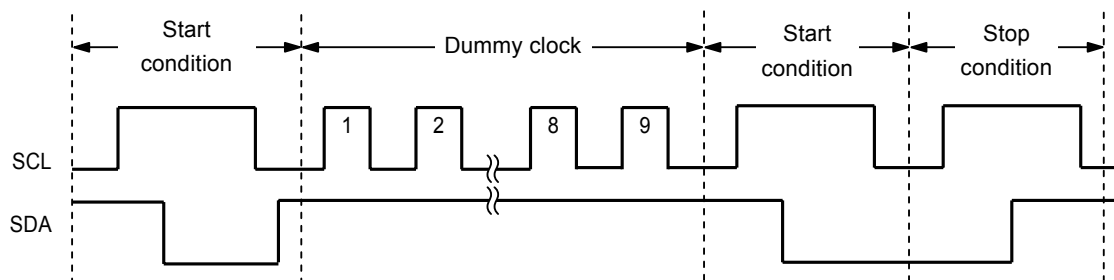 Start
condition
Dummy clock
Start
condition
Stop
condition
1 2 8 9
SCL
SDA